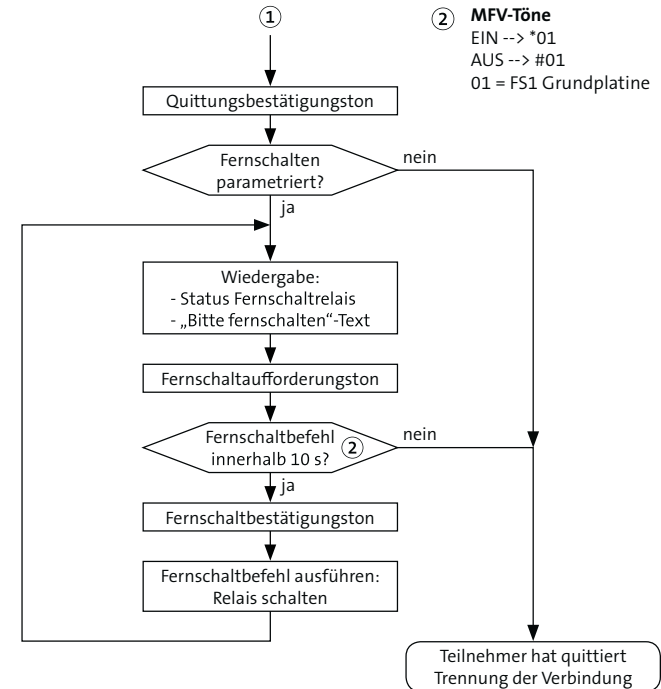 1
2 MFV-Töne
EIN --> *01
AUS --> #01
01 = FS1 Grundplatine
Quittungsbestätigungston
Fernschalten
parametriert?
nein
ja
Wiedergabe:
- Status Fernschaltrelais
- „Bitte fernschalten“-Text
Fernschaltaufforderungston
Fernschaltbefehl
innerhalb 10 s? 2
nein
ja
Fernschaltbestätigungston
Fernschaltbefehl ausführen:
Relais schalten
Teilnehmer hat quittiert
Trennung der Verbindung